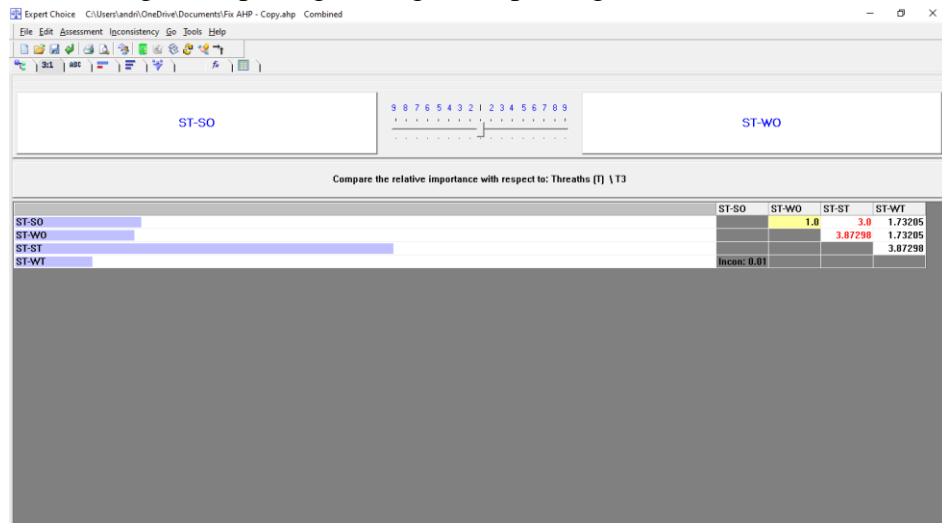 Expert Choice C:\Users\andri\OneDrive\Documents\Fix AHP - Copy.ahp Combined
File Edit Assessment Inconsistency Go Tools Help
3:1 ABC
9 8 7 6 5 4 3 2 1 2 3 4 5 6 7 8 9
ST-SO ST-WO
Compare the relative importance with respect to: Threaths (T) \ T3
ST-SO ST-WO ST-ST ST-WT
ST-SO 1.0 3.0 1.73205
ST-WO 3.87298 1.73205
ST-ST 3.87298
ST-WT Incon: 0.01